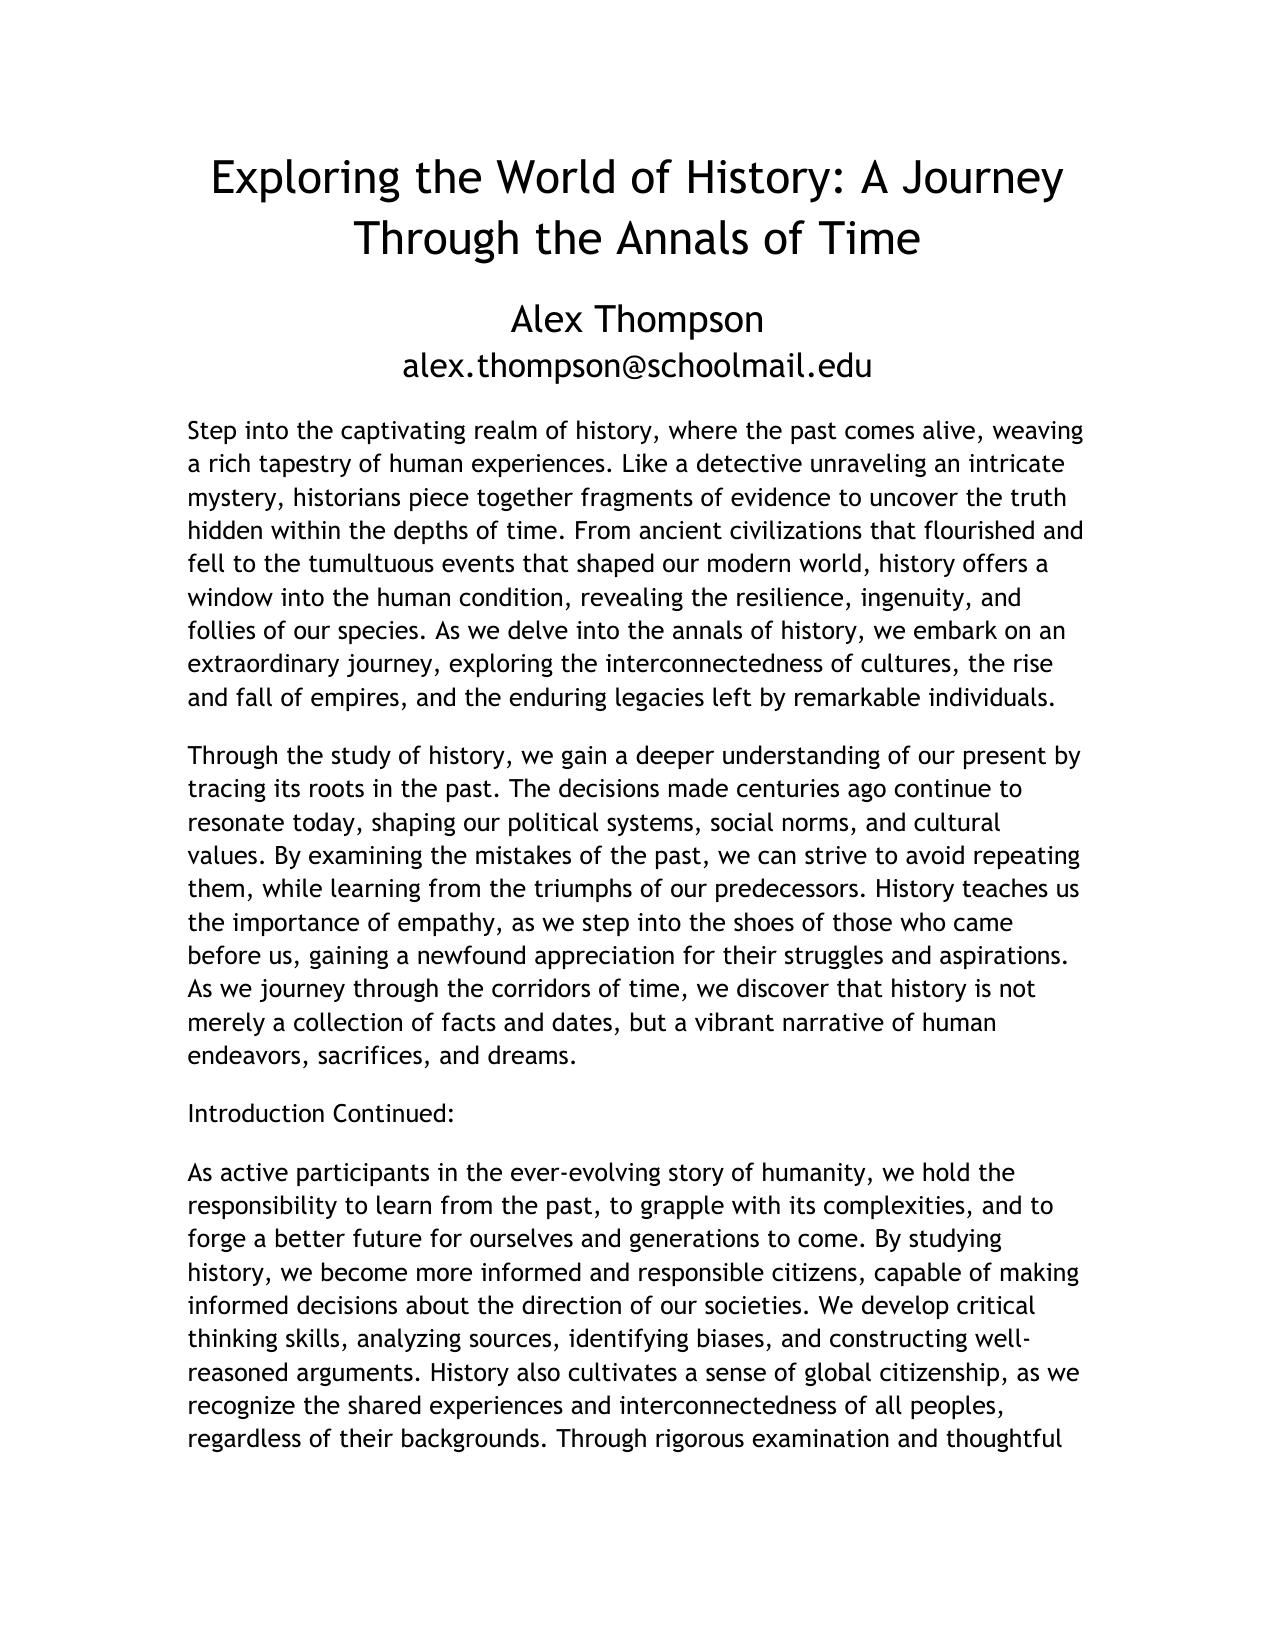 Exploring the World of History: A Journey
Through the Annals of Time
Alex Thompson
alex.thompson@schoolmail.edu
Step into the captivating realm of history, where the past comes alive, weaving
a rich tapestry of human experiences. Like a detective unraveling an intricate
mystery, historians piece together fragments of evidence to uncover the truth
hidden within the depths of time. From ancient civilizations that flourished and
fell to the tumultuous events that shaped our modern world, history offers a
window into the human condition, revealing the resilience, ingenuity, and
follies of our species. As we delve into the annals of history, we embark on an
extraordinary journey, exploring the interconnectedness of cultures, the rise
and fall of empires, and the enduring legacies left by remarkable individuals.
Through the study of history, we gain a deeper understanding of our present by
tracing its roots in the past. The decisions made centuries ago continue to
resonate today, shaping our political systems, social norms, and cultural
values. By examining the mistakes of the past, we can strive to avoid repeating
them, while learning from the triumphs of our predecessors. History teaches us
the importance of empathy, as we step into the shoes of those who came
before us, gaining a newfound appreciation for their struggles and aspirations.
As we journey through the corridors of time, we discover that history is not
merely a collection of facts and dates, but a vibrant narrative of human
endeavors, sacrifices, and dreams.
Introduction Continued:
As active participants in the ever-evolving story of humanity, we hold the
responsibility to learn from the past, to grapple with its complexities, and to
forge a better future for ourselves and generations to come. By studying
history, we become more informed and responsible citizens, capable of making
informed decisions about the direction of our societies. We develop critical
thinking skills, analyzing sources, identifying biases, and constructing well-
reasoned arguments. History also cultivates a sense of global citizenship, as we
recognize the shared experiences and interconnectedness of all peoples,
regardless of their backgrounds. Through rigorous examination and thoughtful